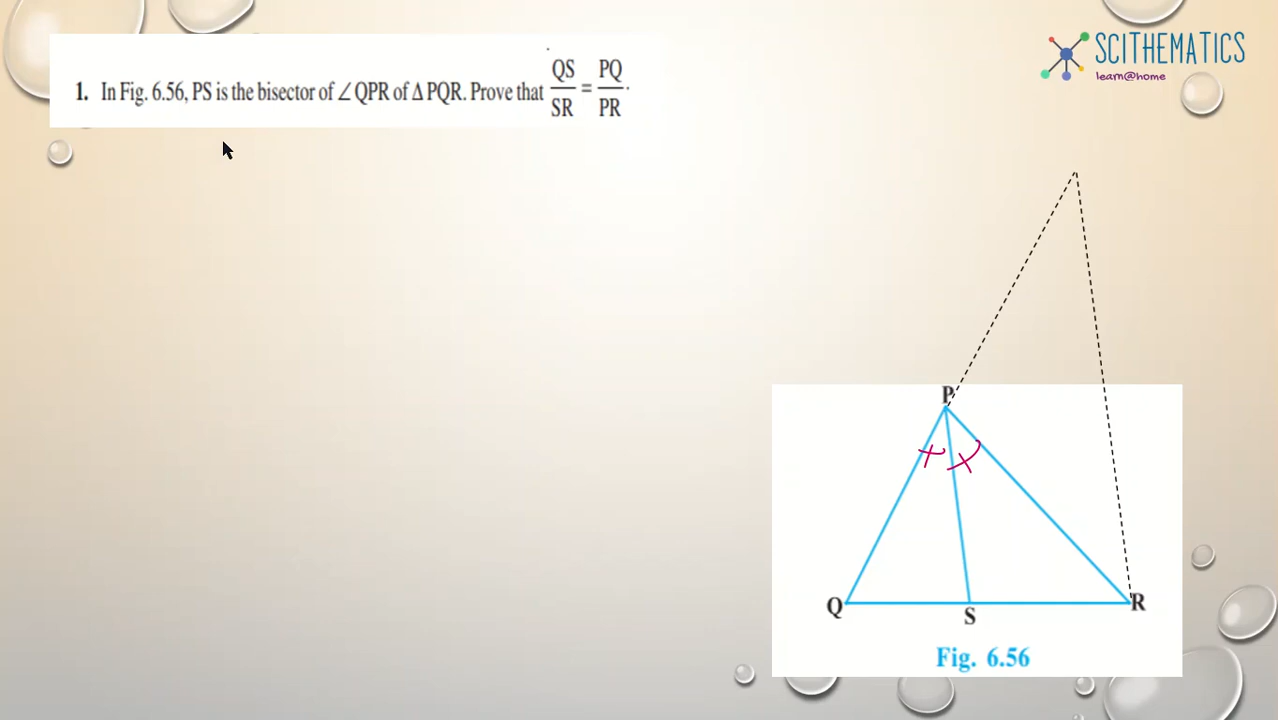 SCITHEMATICS
learn@home
1. In Fig. 6.56, PS is the bisector of ∠ QPR of Δ PQR. Prove that QS/SR = PQ/PR.
P
Q
S
R
Fig. 6.56